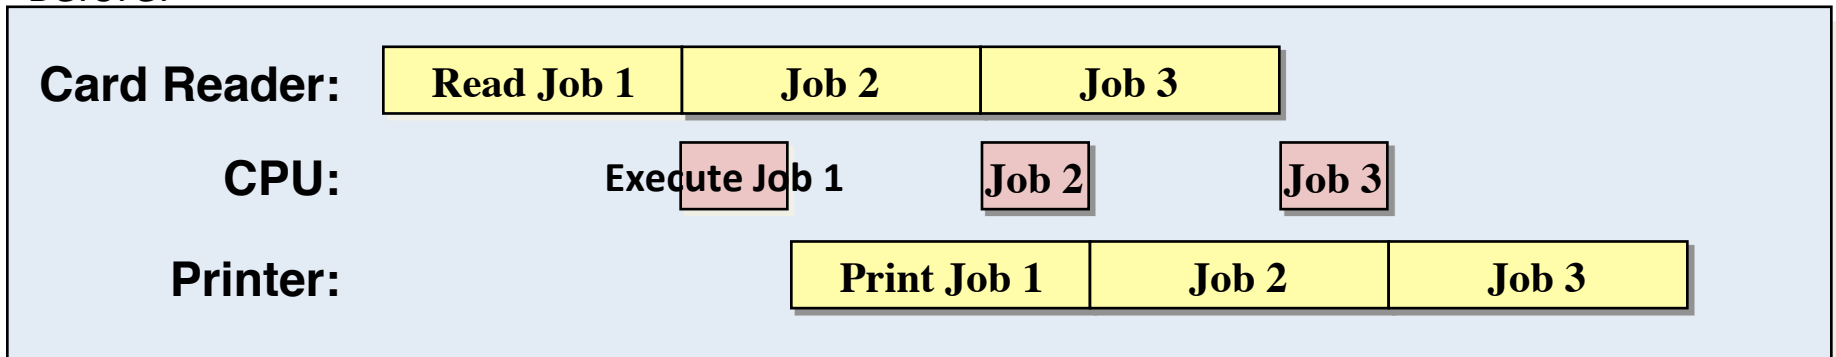 Card Reader: Read Job 1 Job 2 Job 3
CPU: Execute Job 1 Job 2 Job 3
Printer: Print Job 1 Job 2 Job 3